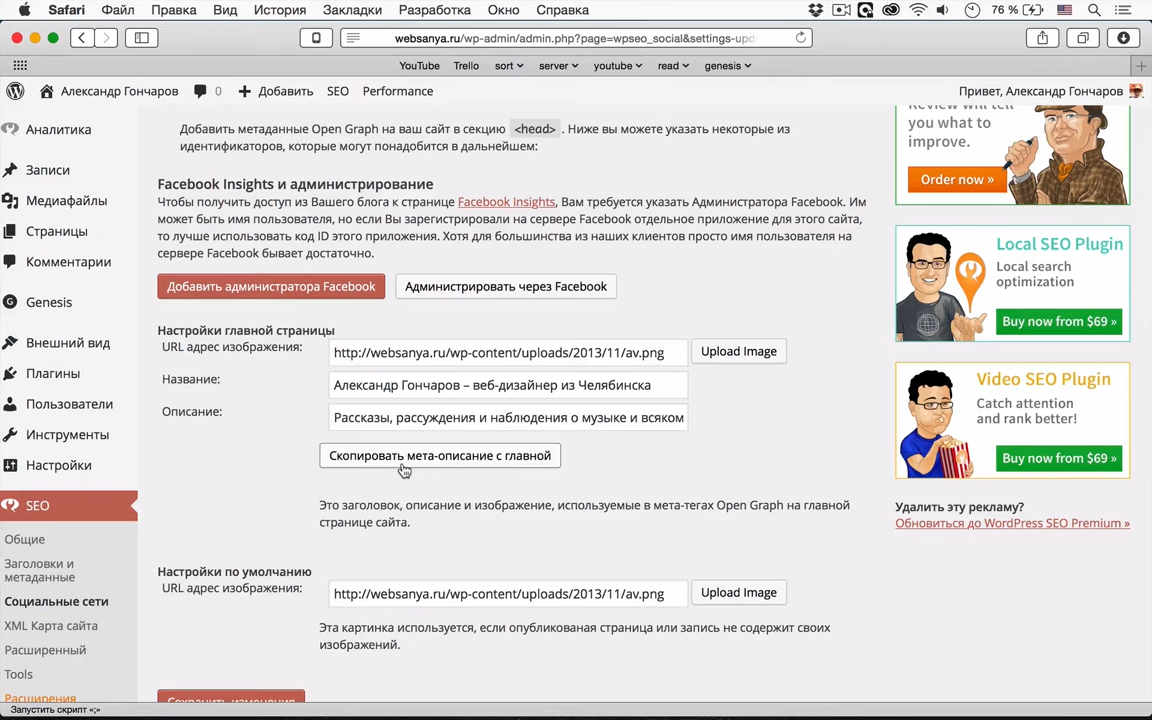 Safari Файл Правка Вид История Закладки Разработка Окно Справка 76 %
websanya.ru/wp-admin/admin.php?page=wpseo_social&settings-upd
YouTube Trello sort server youtube read genesis
Александр Гончаров 0 Добавить SEO Performance Привет, Александр Гончаров
Аналитика
Записи
Медиафайлы
Страницы
Комментарии
Genesis
Внешний вид
Плагины
Пользователи
Инструменты
Настройки
SEO
Общие
Заголовки и
метаданные
Социальные сети
XML Карта сайта
Расширенный
Tools
Расширения
Запустить скрипт «;»
Добавить метаданные Open Graph на ваш сайт в секцию <head> . Ниже вы можете указать некоторые из
идентификаторов, которые могут понадобится в дальнейшем:
Facebook Insights и администрирование
Чтобы получить доступ из Вашего блога к странице Facebook Insights, Вам требуется указать Администратора Facebook. Им
может быть имя пользователя, но если Вы зарегистрировали на сервере Facebook отдельное приложение для этого сайта,
то лучше использовать код ID этого приложения. Хотя для большинства из наших клиентов просто имя пользователя на
сервере Facebook бывает достаточно.
Добавить администратора Facebook Администрировать через Facebook
Настройки главной страницы
URL адрес изображения: http://websanya.ru/wp-content/uploads/2013/11/av.png Upload Image
Название: Александр Гончаров – веб-дизайнер из Челябинска
Описание: Рассказы, рассуждения и наблюдения о музыке и всяком
Скопировать мета-описание с главной
Это заголовок, описание и изображение, используемые в мета-тегах Open Graph на главной
странице сайта.
Настройки по умолчанию
URL адрес изображения: http://websanya.ru/wp-content/uploads/2013/11/av.png Upload Image
Эта картинка используется, если опубликованая страница или запись не содержит своих
изображений.
Сохранить изменения
Review will tell
you what to
improve.
Order now »
Local SEO Plugin
Local search
optimization
Buy now from $69 »
Video SEO Plugin
Catch attention
and rank better!
Buy now from $69 »
Удалить эту рекламу?
Обновиться до WordPress SEO Premium »